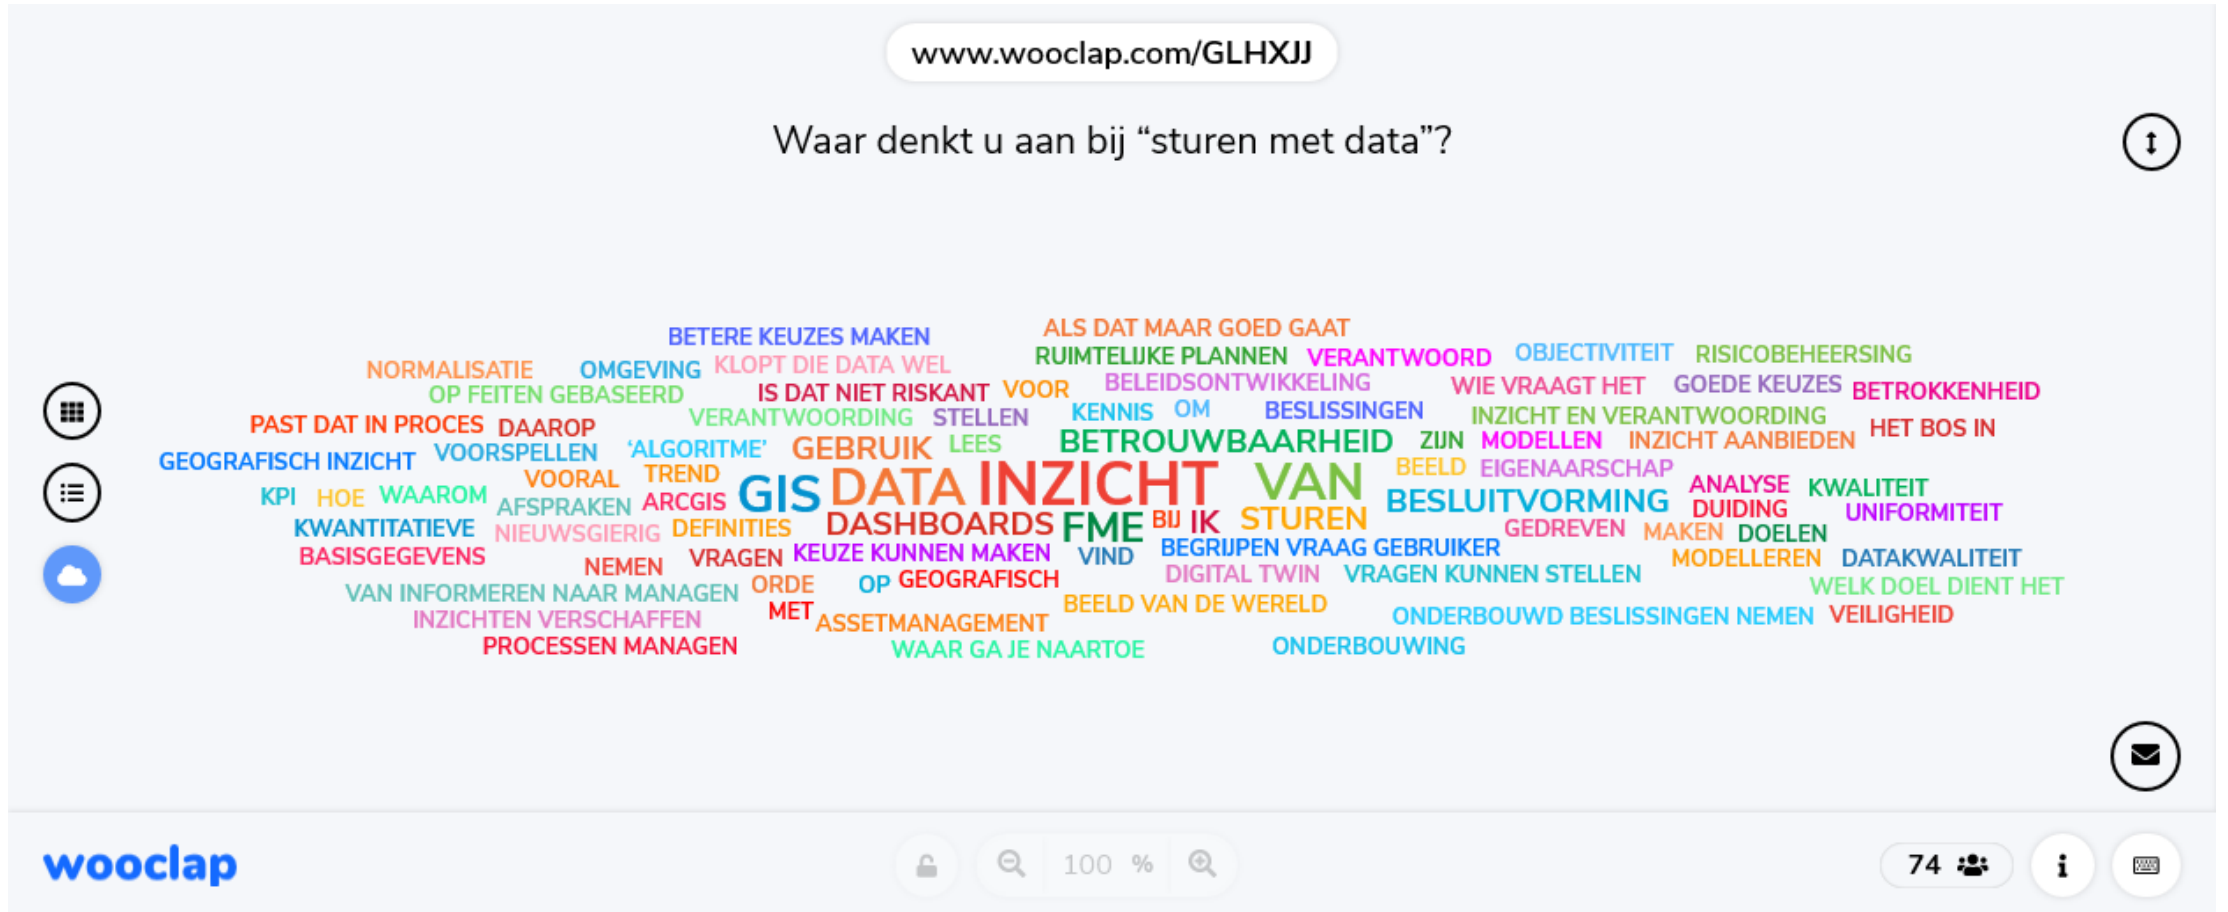 www.wooclap.com/GLHXJJ
Waar denkt u aan bij “sturen met data”?
ALS DAT MAAR GOED GAAT
BETERE KEUZES MAKEN
NORMALISATIE OMGEVING KLOPT DIE DATA WEL RUIMTELIJKE PLANNEN VERANTWOORD OBJECTIVITEIT RISICOBEHEERSING
OP FEITEN GEBASEERD IS DAT NIET RISKANT VOOR BELEIDSONTWIKKELING WIE VRAAGT HET GOEDE KEUZES BETROKKENHEID
PAST DAT IN PROCES DAAROP VERANTWOORDING STELLEN KENNIS OM BESLISSINGEN INZICHT EN VERANTWOORDING HET BOS IN
GEOGRAFISCH INZICHT VOORSPELLEN ‘ALGORITME’ GEBRUIK LEES BETROUWBAARHEID ZIJN MODELLEN INZICHT AANBIEDEN
VOORAL TREND GIS DATA INZICHT VAN BEELD EIGENAARSCHAP ANALYSE KWALITEIT
KPI HOE WAAROM AFSPRAKEN ARCGIS BESLUITVORMING DUIDING UNIFORMITEIT
KWANTITATIEVE NIEUWSGIERIG DEFINITIES DASHBOARDS FME BIJ IK STUREN GEDREVEN MAKEN DOELEN
BASISGEGEVENS NEMEN VRAGEN KEUZE KUNNEN MAKEN VIND BEGRIJPEN VRAAG GEBRUIKER MODELLEREN DATAKWALITEIT
VAN INFORMEREN NAAR MANAGEN ORDE OP GEOGRAFISCH DIGITAL TWIN VRAGEN KUNNEN STELLEN WELK DOEL DIENT HET
INZICHTEN VERSCHAFFEN MET ASSETMANAGEMENT BEELD VAN DE WERELD ONDERBOUWD BESLISSINGEN NEMEN VEILIGHEID
PROCESSEN MANAGEN WAAR GA JE NAARTOE ONDERBOUWING
wooclap 100 % 74 i